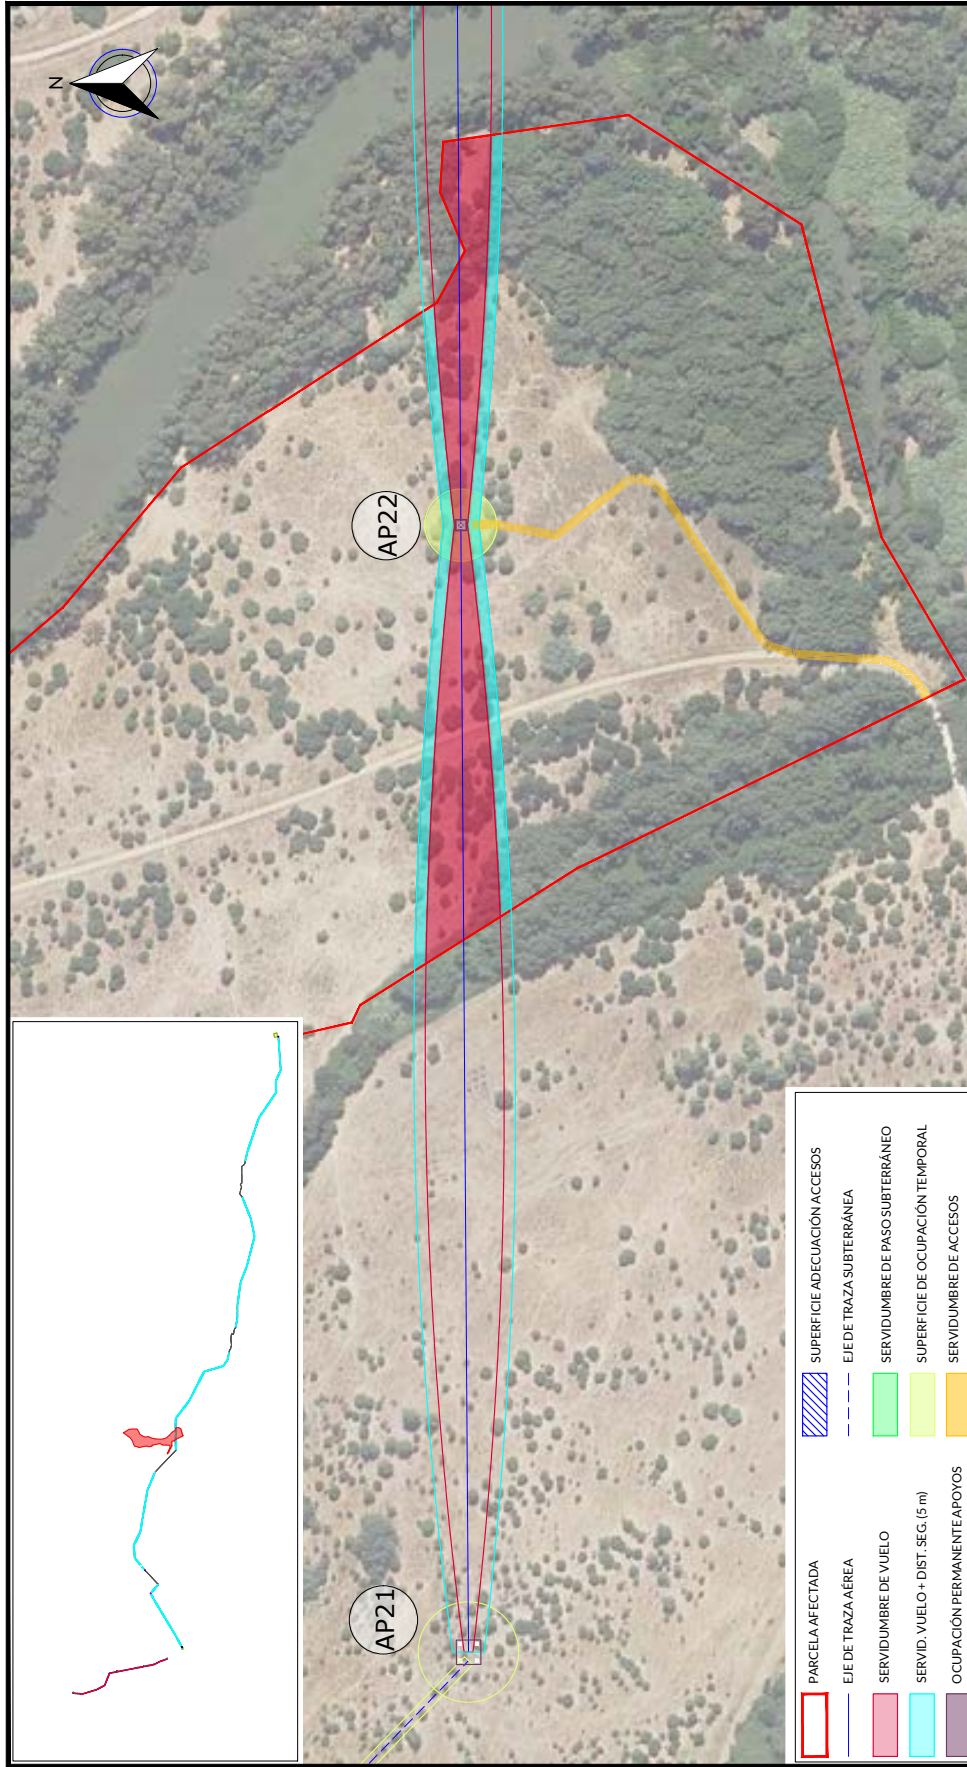 N
AP22
AP21
PARCELA AFECTADA
EJE DE TRAZA AÉREA
SERVIDUMBRE DE VUELO
SERVID. VUELO + DIST. SEG. (5 m)
OCUPACIÓN PERMANENTE APOYOS
SUPERFICIE ADECUACIÓN ACCESOS
EJE DE TRAZA SUBTERRÁNEA
SERVIDUMBRE DE PASO SUBTERRÁNEO
SUPERFICIE DE OCUPACIÓN TEMPORAL
SERVIDUMBRE DE ACCESOS